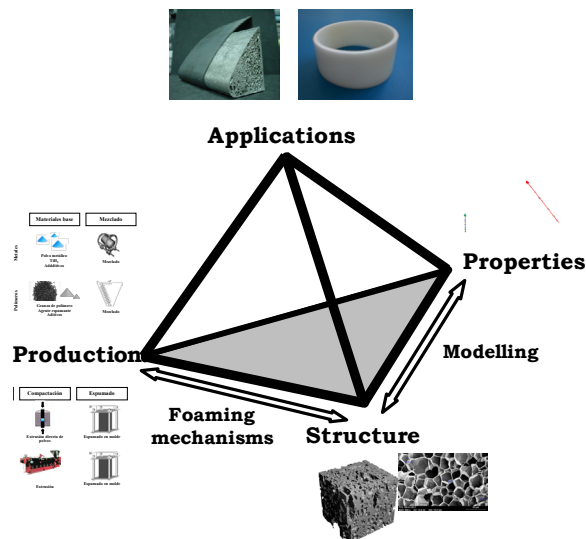 Applications
Materiales base
Mezclado
Metales
Polvo metálico
TiH2
Addditivos
Mezclado
Properties
Polímeros
Granza de polímero
Agente espumante
Aditivos
Mezclado
Production
Modelling
Compactación
Espumado
Foaming
mechanisms
Structure
Extrusión directa de
polvos
Espumado en molde
Extrusión
Espumado en molde